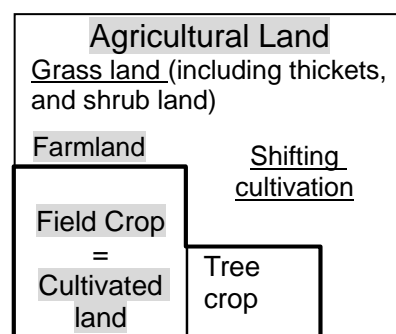 Agricultural Land
Grass land (including thickets,
and shrub land)
Farmland
Shifting
cultivation
Field Crop
=
Cultivated
land
Tree
crop